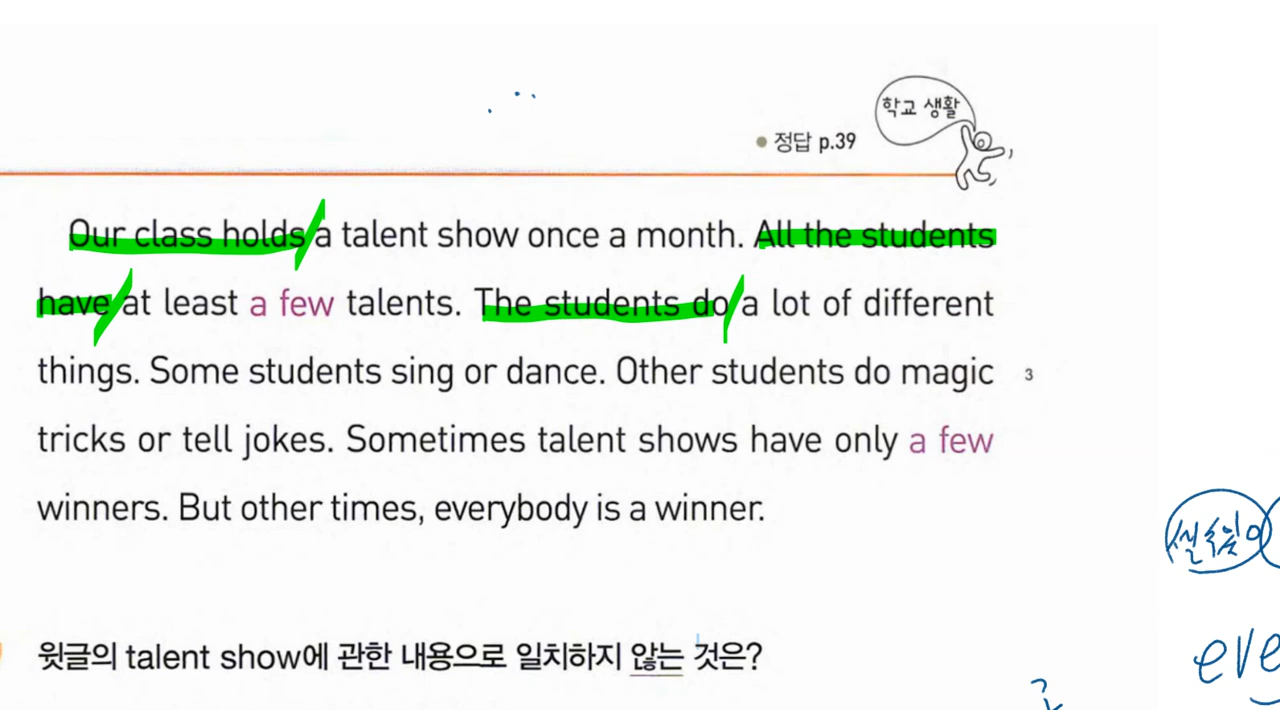 학교 생활
정답 p.39
Our class holds a talent show once a month. All the students
have at least a few talents. The students do a lot of different
things. Some students sing or dance. Other students do magic 3
tricks or tell jokes. Sometimes talent shows have only a few
winners. But other times, everybody is a winner.
윗글의 talent show에 관한 내용으로 일치하지 않는 것은?